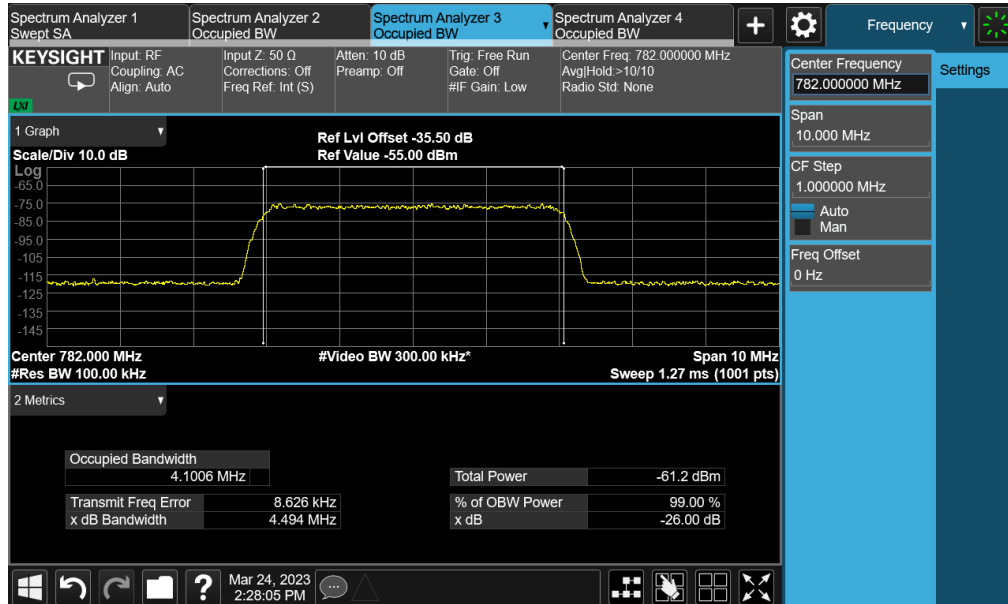 Spectrum Analyzer 1
Swept SA
Spectrum Analyzer 2
Occupied BW
Spectrum Analyzer 3
Occupied BW
Spectrum Analyzer 4
Occupied BW
+
Frequency
KEYSIGHT
LXI
Input: RF
Coupling: AC
Align: Auto
Input Z: 50 Ω
Corrections: Off
Freq Ref: Int (S)
Atten: 10 dB
Preamp: Off
Trig: Free Run
Gate: Off
#IF Gain: Low
Center Freq: 782.000000 MHz
Avg|Hold:>10/10
Radio Std: None
Center Frequency
782.000000 MHz
Settings
Span
10.000 MHz
CF Step
1.000000 MHz
Auto
Man
Freq Offset
0 Hz
1 Graph
Scale/Div 10.0 dB
Ref Lvl Offset -35.50 dB
Ref Value -55.00 dBm
Log
-65.0
-75.0
-85.0
-95.0
-105
-115
-125
-135
-145
Center 782.000 MHz
#Res BW 100.00 kHz
#Video BW 300.00 kHz*
Span 10 MHz
Sweep 1.27 ms (1001 pts)
2 Metrics
Occupied Bandwidth
4.1006 MHz
Total Power -61.2 dBm
Transmit Freq Error 8.626 kHz
% of OBW Power 99.00 %
x dB Bandwidth 4.494 MHz
x dB -26.00 dB
?
Mar 24, 2023
2:28:05 PM